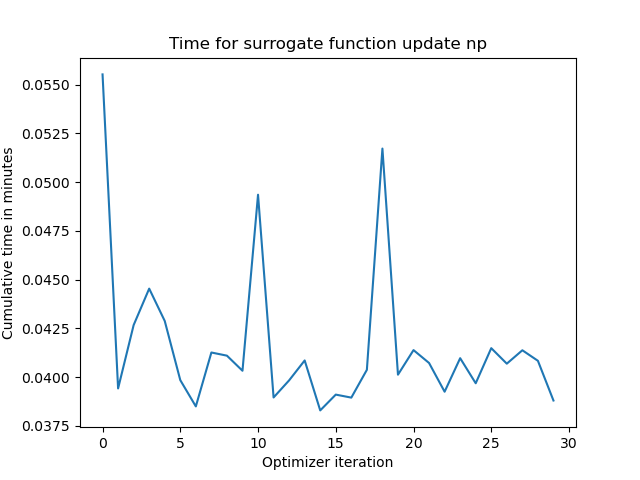 Time for surrogate function update np
Cumulative time in minutes
0.0550
0.0525
0.0500
0.0475
0.0450
0.0425
0.0400
0.0375
0 5 10 15 20 25 30
Optimizer iteration